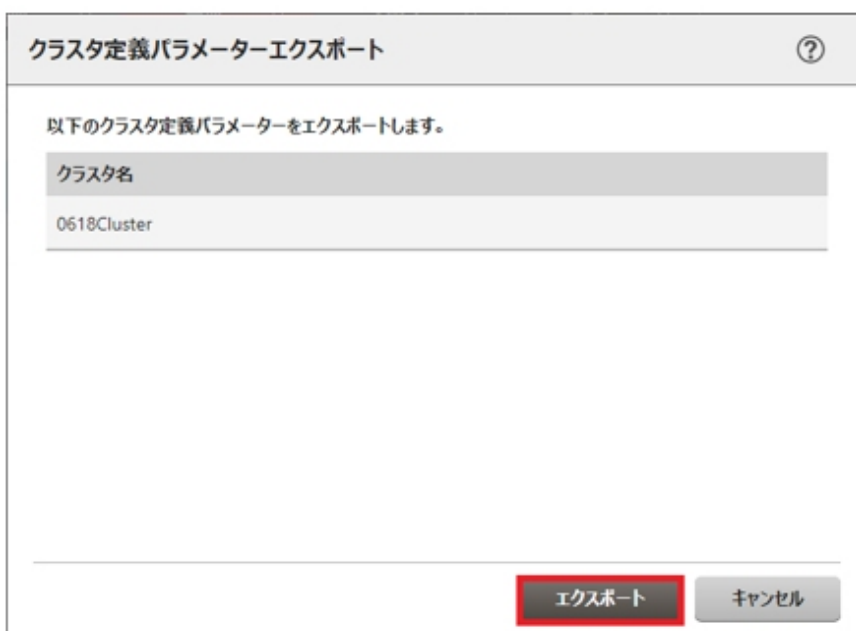 クラスタ定義パラメーターエクスポート
?
以下のクラスタ定義パラメーターをエクスポートします。
クラスタ名
0618Cluster
エクスポート
キャンセル